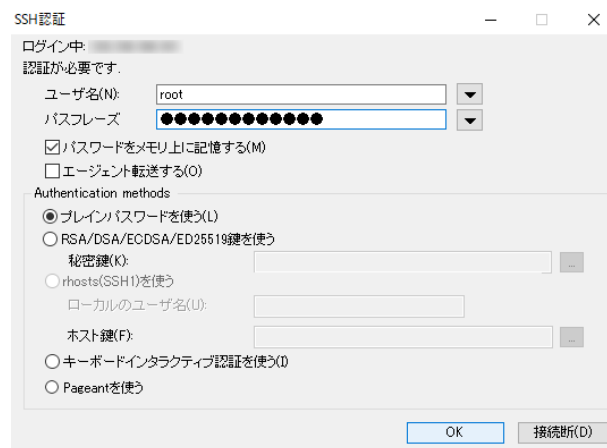 SSH認証
ログイン中:
認証が必要です.
ユーザ名(N): root
パスフレーズ ●●●●●●●●●●●●
パスワードをメモリ上に記憶する(M)
エージェント転送する(O)
Authentication methods
プレインパスワードを使う(L)
RSA/DSA/ECDSA/ED25519鍵を使う
秘密鍵(K): ...
rhosts(SSH1)を使う
ローカルのユーザ名(U):
ホスト鍵(F): ...
キーボードインタラクティブ認証を使う(I)
Pageantを使う
OK 接続断(D)